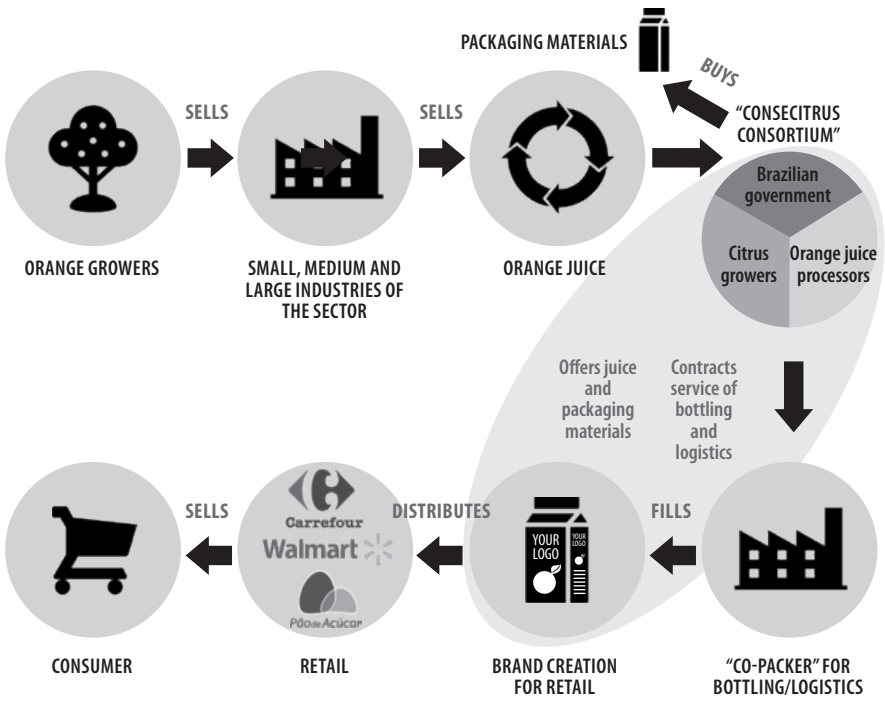 PACKAGING MATERIALS
BUYS
"CONSECITRUS
CONSORTIUM"
SELLS
SELLS
Brazilian
government
Citrus
growers
Orange juice
processors
ORANGE GROWERS
SMALL, MEDIUM AND
LARGE INDUSTRIES OF
THE SECTOR
ORANGE JUICE
Offers juice
and
packaging
materials
Contracts
service of
bottling
and
logistics
SELLS
Carrefour
Walmart
Pão de Açúcar
DISTRIBUTES
YOUR
LOGO
YOUR
LOGO
FILLS
CONSUMER
RETAIL
BRAND CREATION
FOR RETAIL
"CO-PACKER" FOR
BOTTLING/LOGISTICS